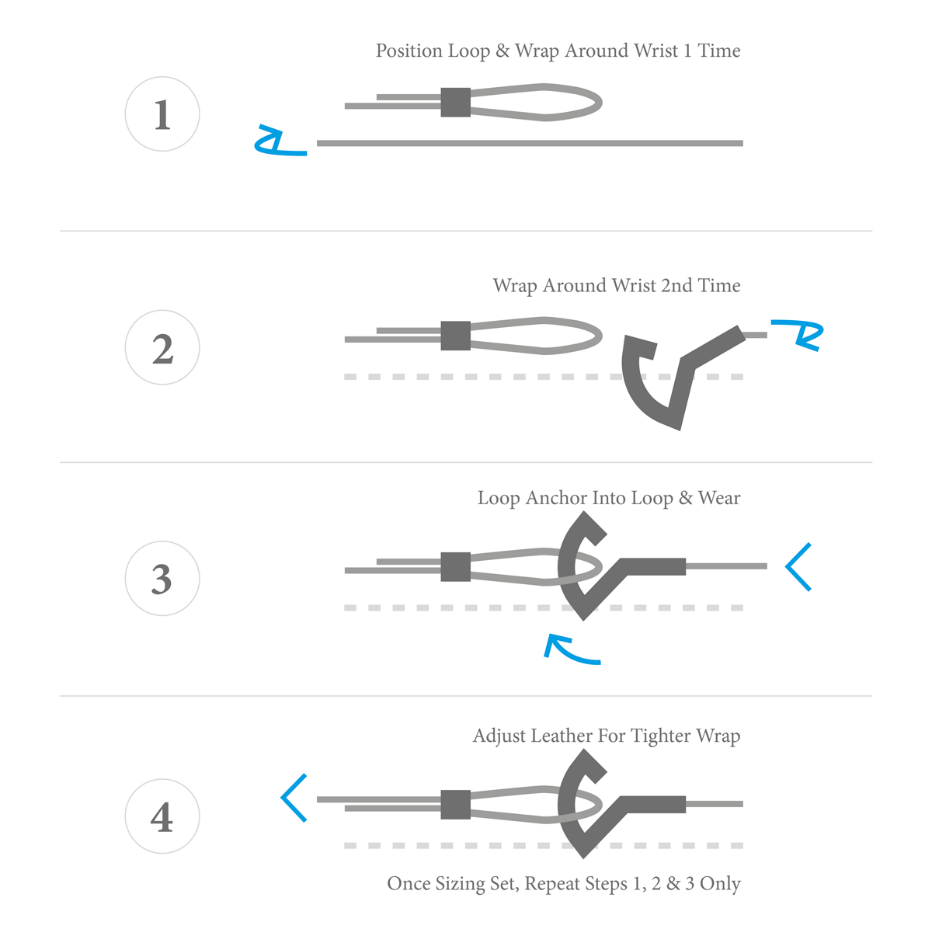 Position Loop & Wrap Around Wrist 1 Time
1
Wrap Around Wrist 2nd Time
2
Loop Anchor Into Loop & Wear
3
Adjust Leather For Tighter Wrap
4
Once Sizing Set, Repeat Steps 1, 2 & 3 Only